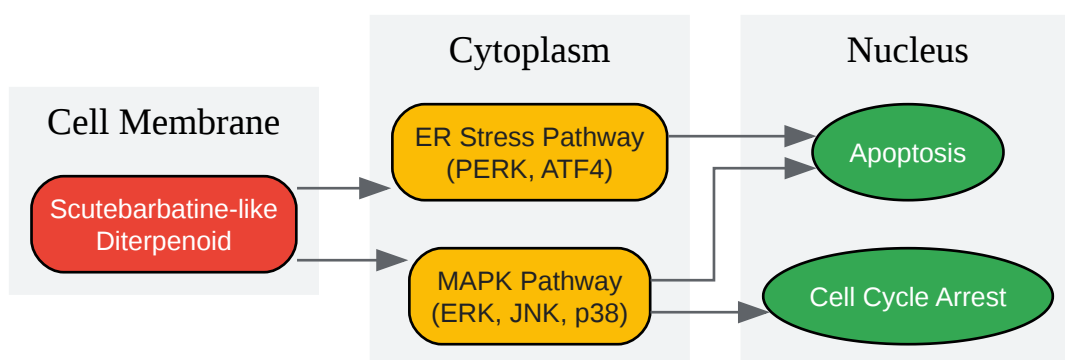 Cell Membrane
Scutebarbatine-like
Diterpenoid
Cytoplasm
ER Stress Pathway
(PERK, ATF4)
MAPK Pathway
(ERK, JNK, p38)
Nucleus
Apoptosis
Cell Cycle Arrest